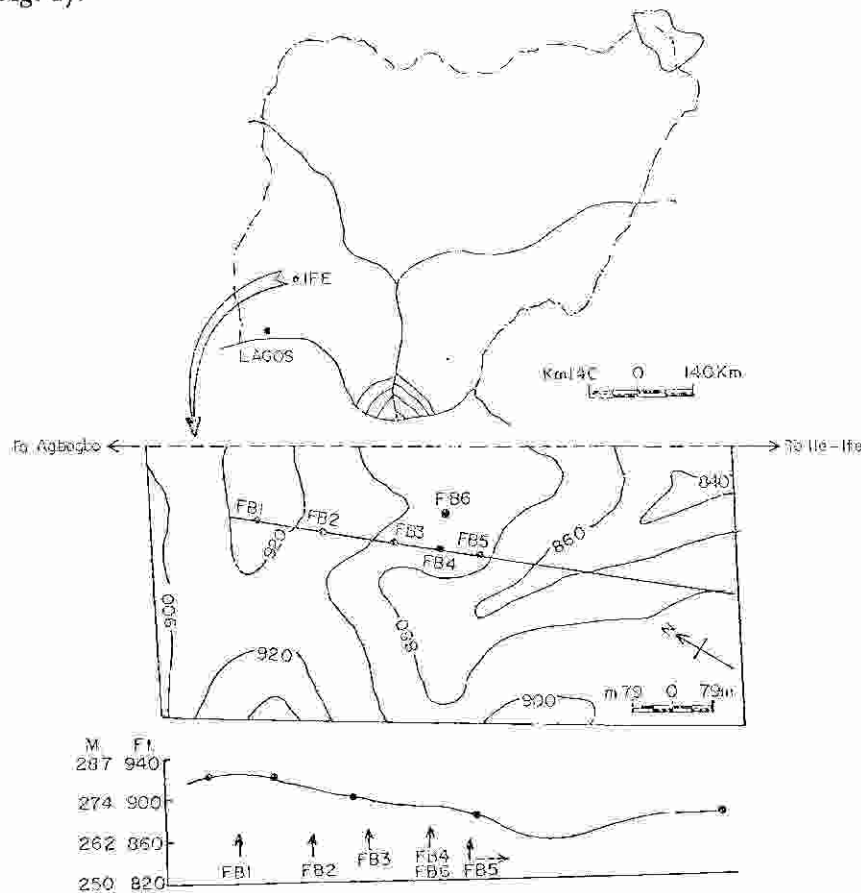 IFE
LAGOS
Km140 0 140Km
To Agbogbo To Ile-Ife
840
FB1 FB2 FB6
FB3 FB5
FB4
920
860
900
880
N
920
900
m 79 0 79m
M Ft.
287 940
274 900
262 860
250 820
FB1 FB2 FB3 FB4 FB5
FB6